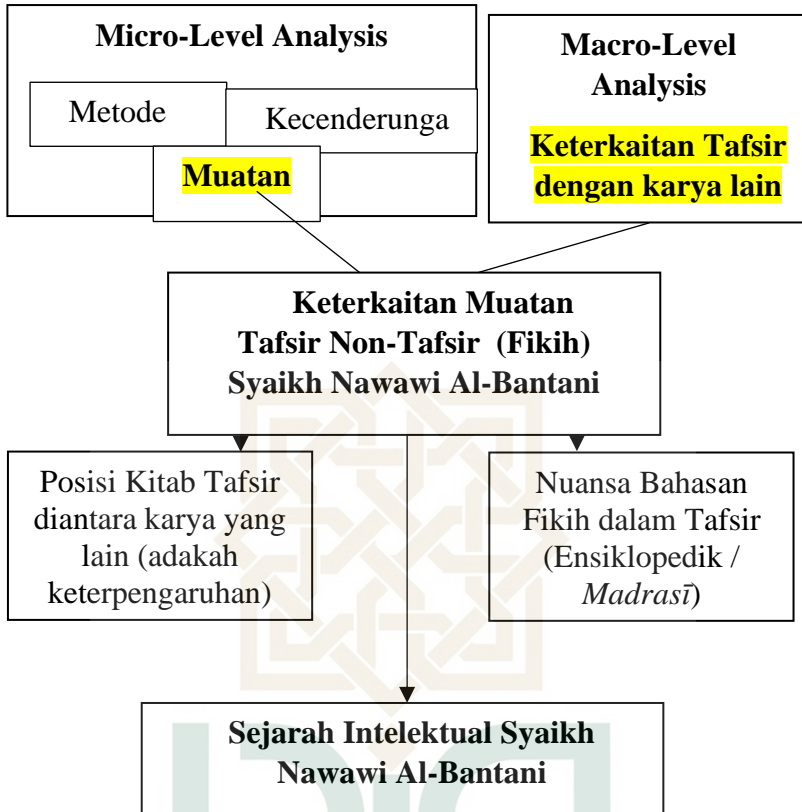 Micro-Level Analysis
Metode
Kecenderunga
Muatan
Macro-Level
Analysis
Keterkaitan Tafsir
dengan karya lain
Keterkaitan Muatan
Tafsir Non-Tafsir (Fikih)
Syaikh Nawawi Al-Bantani
Posisi Kitab Tafsir
diantara karya yang
lain (adakah
keterpengaruhan)
Nuansa Bahasan
Fikih dalam Tafsir
(Ensiklopedik /
Madrasī)
Sejarah Intelektual Syaikh
Nawawi Al-Bantani